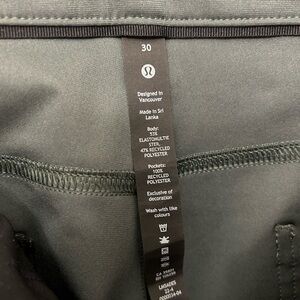 30
Designed in
Vancouver
Made in Sri
Lanka
Body:
53%
ELASTOMULTIE
STER,
47% RECYCLED
POLYESTER
Pockets:
100%
RECYCLED
POLYESTER
Exclusive of
decoration
Wash with like
colours